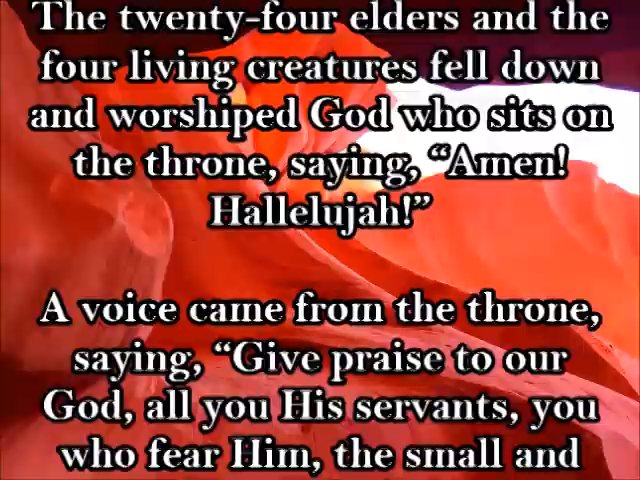 The twenty-four elders and the
four living creatures fell down
and worshiped God who sits on
the throne, saying, “Amen!
Hallelujah!”
A voice came from the throne,
saying, “Give praise to our
God, all you His servants, you
who fear Him, the small and